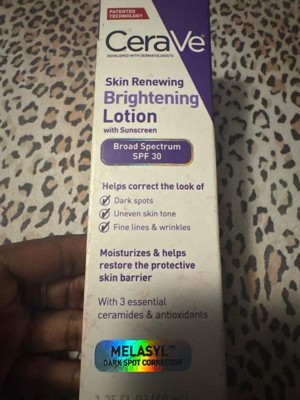 PATENTED
TECHNOLOGY
CeraVe
DEVELOPED WITH DERMATOLOGISTS
Skin Renewing
Brightening
Lotion
with Sunscreen
Broad Spectrum
SPF 30
Helps correct the look of
Dark spots
Uneven skin tone
Fine lines & wrinkles
Moisturizes & helps
restore the protective
skin barrier
With 3 essential
ceramides & antioxidants
MELASYL™
DARK SPOT CORRECTOR